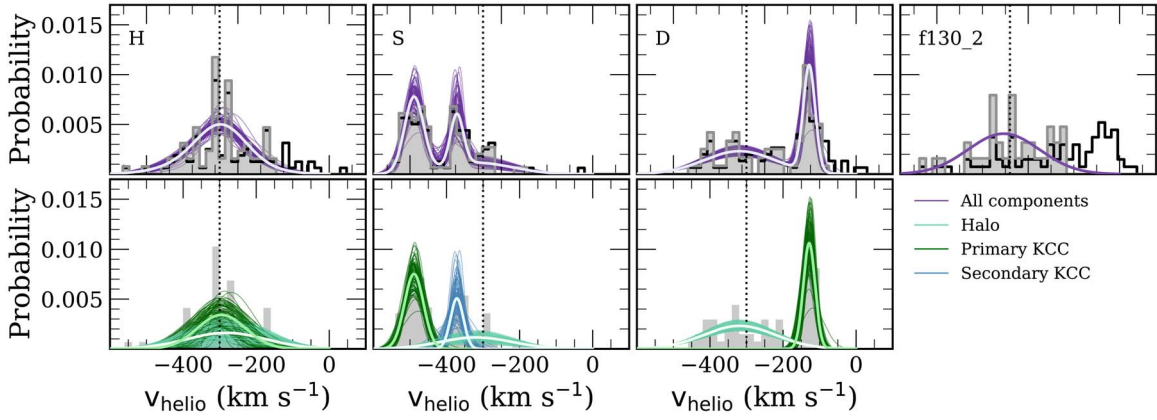 H S D f130_2
Probability
0.015
0.010
0.005
All components
Halo
Primary KCC
Secondary KCC
Probability
0.015
0.010
0.005
−400 −200 0 −400 −200 0 −400 −200 0
v_helio (km s⁻¹) v_helio (km s⁻¹) v_helio (km s⁻¹)